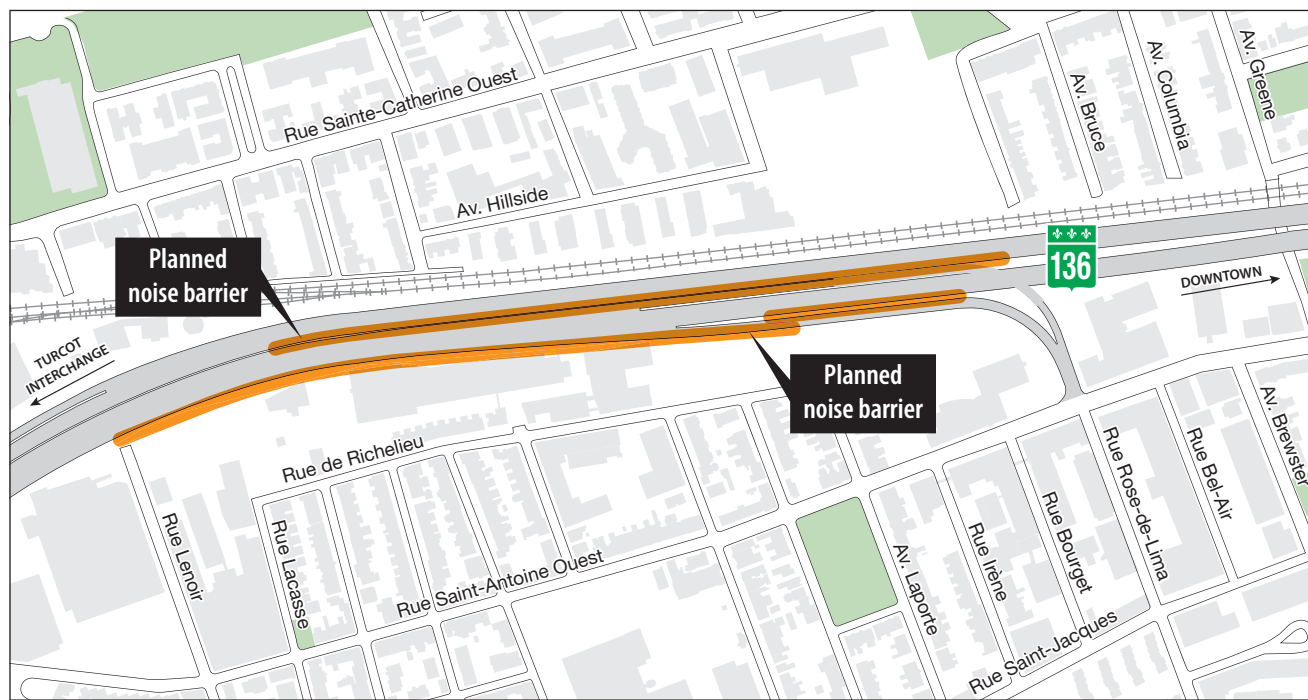 Rue Sainte-Catherine Ouest
Av. Hillside
Av. Bruce
Av. Columbia
Av. Greene
Planned
noise barrier
136
DOWNTOWN
TURCOT
INTERCHANGE
Planned
noise barrier
Rue de Richelieu
Rue Lenoir
Rue Lacasse
Rue Saint-Antoine Ouest
Av. Laporte
Rue Irène
Rue Bourget
Rue Rose-de-Lima
Rue Bel-Air
Av. Brewster
Rue Saint-Jacques